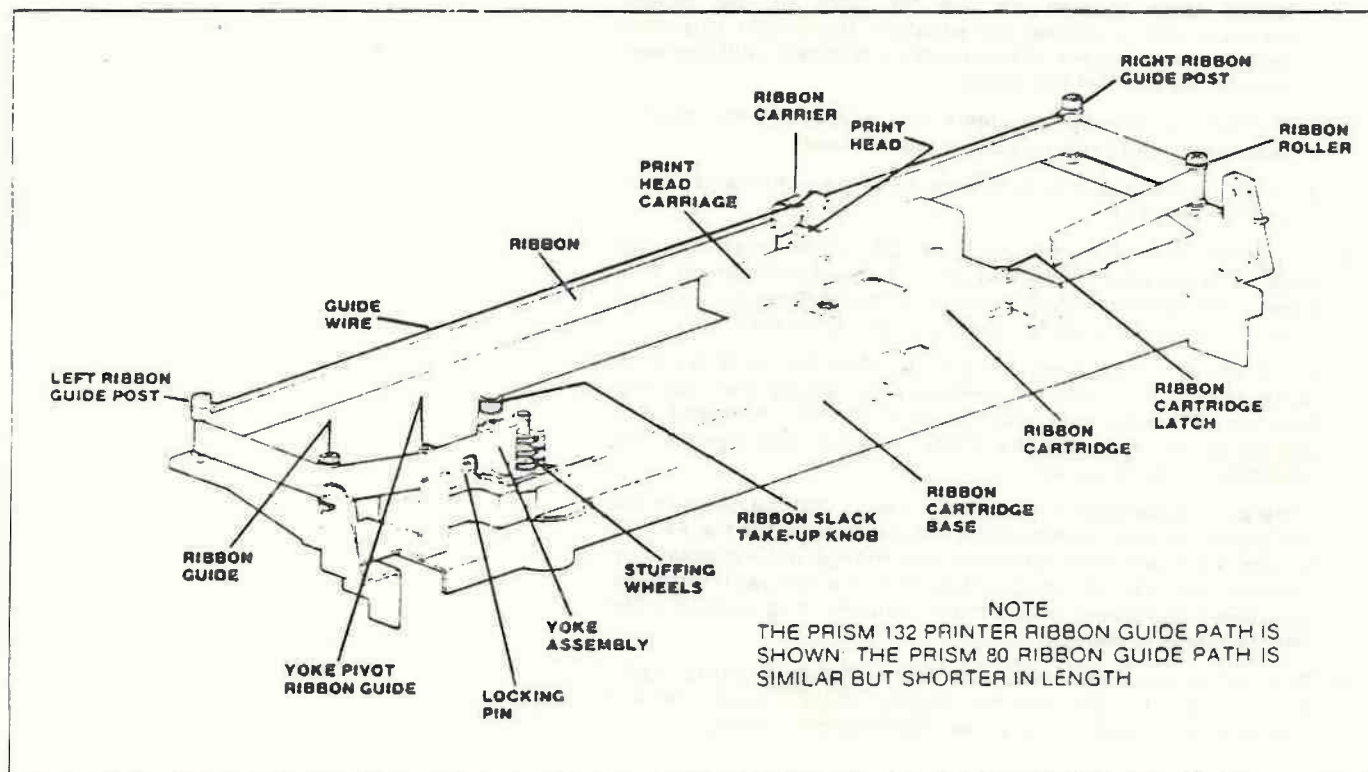 RIGHT RIBBON
GUIDE POST
RIBBON
CARRIER
PRINT
HEAD
RIBBON
ROLLER
PRINT
HEAD
CARRIAGE
RIBBON
GUIDE
WIRE
LEFT RIBBON
GUIDE POST
RIBBON
CARTRIDGE
LATCH
RIBBON
CARTRIDGE
RIBBON
CARTRIDGE
BASE
RIBBON SLACK
TAKE-UP KNOB
RIBBON
GUIDE
STUFFING
WHEELS
YOKE
ASSEMBLY
YOKE PIVOT
RIBBON GUIDE
LOCKING
PIN
NOTE
THE PRISM 132 PRINTER RIBBON GUIDE PATH IS
SHOWN: THE PRISM 80 RIBBON GUIDE PATH IS
SIMILAR BUT SHORTER IN LENGTH